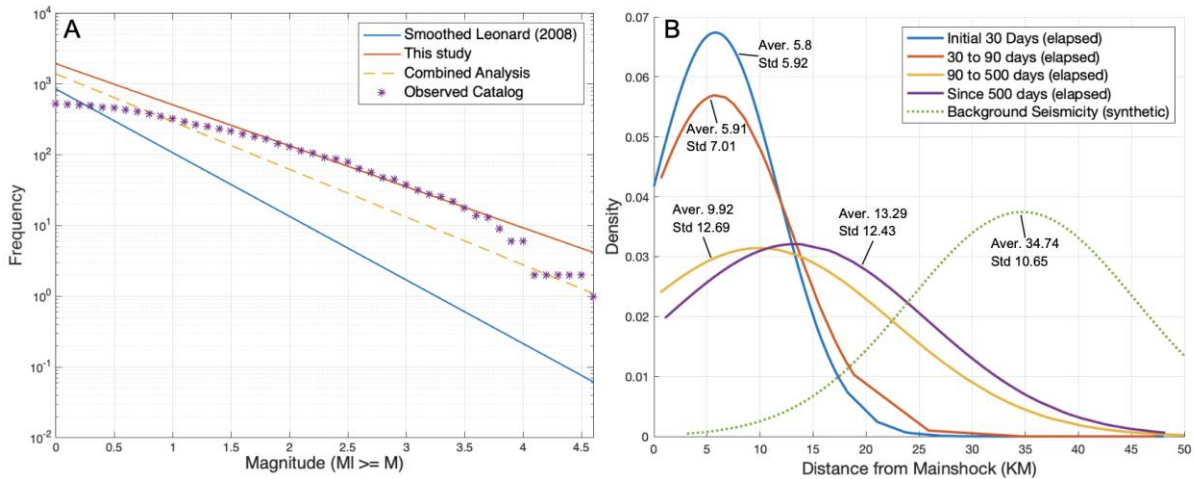 A
10^4
10^3
10^2
10^1
10^0
10^-1
10^-2
Frequency
0
0.5
1
1.5
2
2.5
3
3.5
4
4.5
Magnitude (Ml >= M)
Smoothed Leonard (2008)
This study
Combined Analysis
Observed Catalog
B
0.07
0.06
0.05
0.04
0.03
0.02
0.01
0
Density
0
5
10
15
20
25
30
35
40
45
50
Distance from Mainshock (KM)
Initial 30 Days (elapsed)
30 to 90 days (elapsed)
90 to 500 days (elapsed)
Since 500 days (elapsed)
Background Seismicity (synthetic)
Aver. 5.8
Std 5.92
Aver. 5.91
Std 7.01
Aver. 9.92
Std 12.69
Aver. 13.29
Std 12.43
Aver. 34.74
Std 10.65